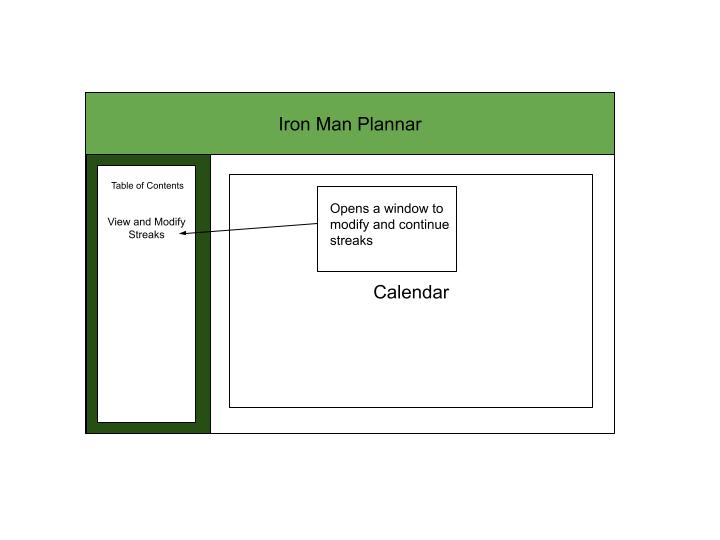 Iron Man Plannar
Table of Contents
View and Modify
Streaks
Opens a window to
modify and continue
streaks
Calendar